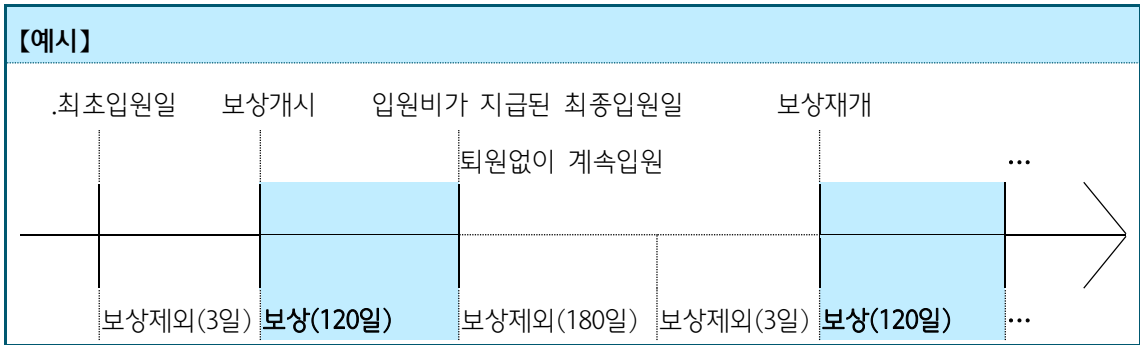 【예시】
.최초입원일 보상개시 입원비가 지급된 최종입원일 보상재개
퇴원없이 계속입원 …
보상제외(3일) 보상(120일) 보상제외(180일) 보상제외(3일) 보상(120일) …